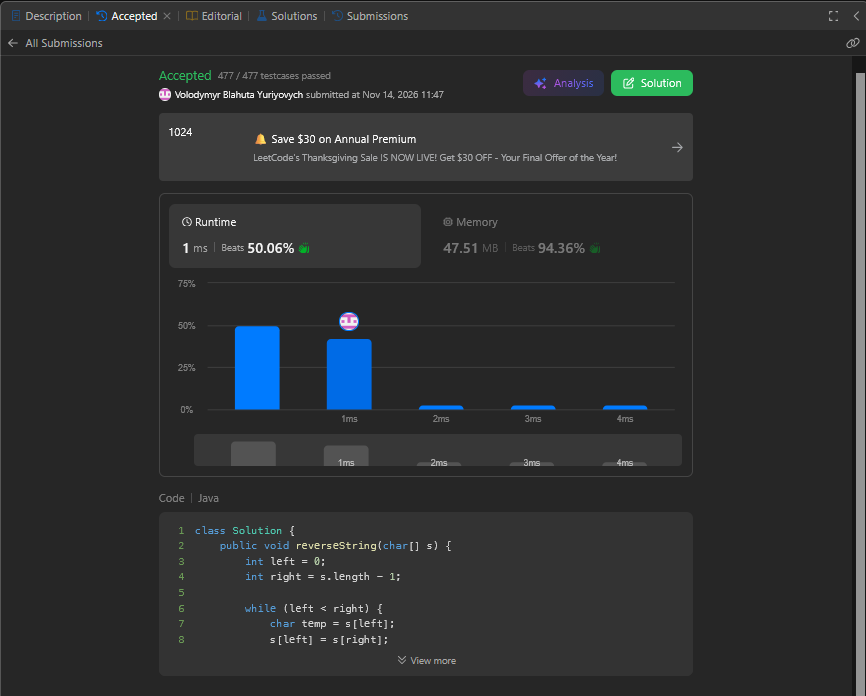 Description | Accepted × | Editorial | Solutions | Submissions
All Submissions
Accepted 477 / 477 testcases passed
Volodymyr Blahuta Yuriyovych submitted at Nov 14, 2026 11:47
Analysis
Solution
1024
Save $30 on Annual Premium
LeetCode's Thanksgiving Sale IS NOW LIVE! Get $30 OFF - Your Final Offer of the Year!
Runtime
1 ms | Beats 50.06%
Memory
47.51 MB | Beats 94.36%
75%
50%
25%
0%
1ms 2ms 3ms 4ms
1ms 2ms 3ms 4ms
Code | Java
1 class Solution {
2     public void reverseString(char[] s) {
3         int left = 0;
4         int right = s.length - 1;
5
6         while (left < right) {
7             char temp = s[left];
8             s[left] = s[right];
View more